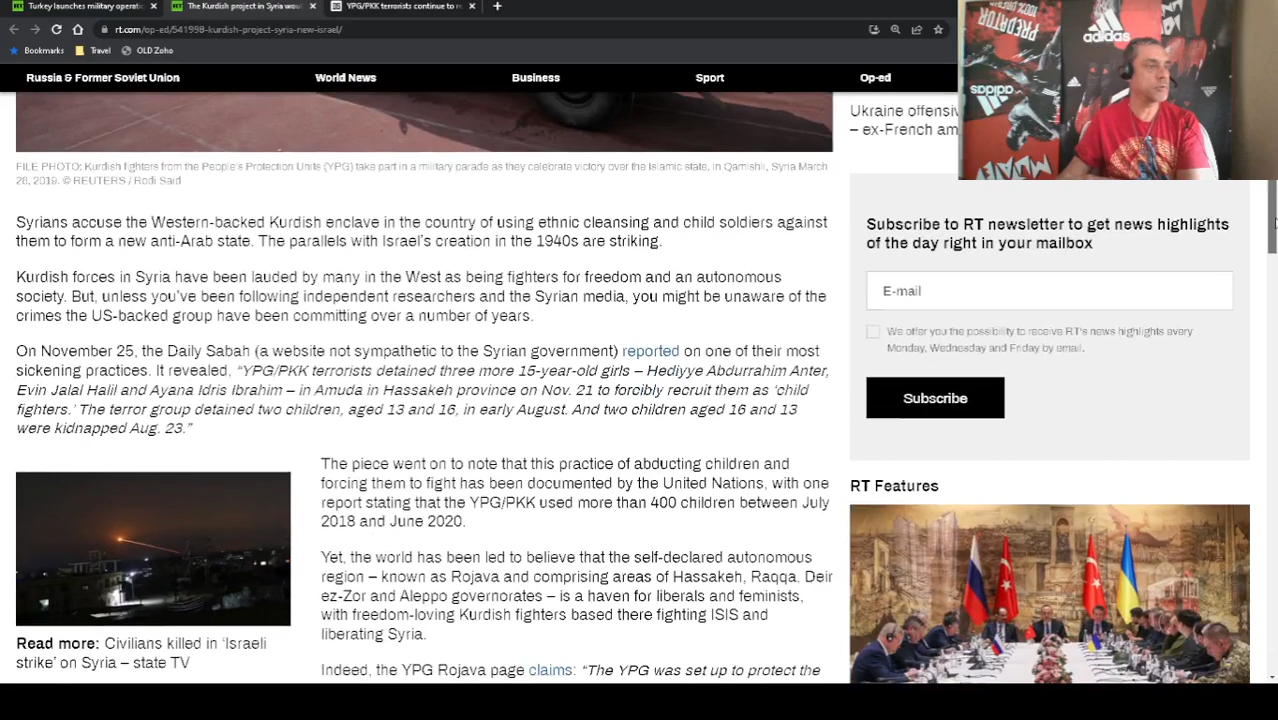 Turkey launches military operati
The Kurdish project in Syria wou
YPG/PKK terrorists continue to re
rt.com/op-ed/541998-kurdish-project-syria-new-israel/
Bookmarks
Travel
OLD Zoho
Russia & Former Soviet Union
World News
Business
Sport
Op-ed
FILE PHOTO: Kurdish fighters from the People's Protection Units (YPG) take part in a military parade as they celebrate victory over the Islamic state, in Qamishli, Syria March
28, 2019. © REUTERS / Rodi Said
Syrians accuse the Western-backed Kurdish enclave in the country of using ethnic cleansing and child soldiers against
them to form a new anti-Arab state. The parallels with Israel's creation in the 1940s are striking.
Kurdish forces in Syria have been lauded by many in the West as being fighters for freedom and an autonomous
society. But, unless you've been following independent researchers and the Syrian media, you might be unaware of the
crimes the US-backed group have been committing over a number of years.
On November 25, the Daily Sabah (a website not sympathetic to the Syrian government) reported on one of their most
sickening practices. It revealed, "YPG/PKK terrorists detained three more 15-year-old girls – Hediyye Abdurrahim Anter,
Evin Jalal Halil and Ayana Idris Ibrahim – in Amuda in Hassakeh province on Nov. 21 to forcibly recruit them as 'child
fighters.' The terror group detained two children, aged 13 and 16, in early August. And two children aged 16 and 13
were kidnapped Aug. 23."
The piece went on to note that this practice of abducting children and
forcing them to fight has been documented by the United Nations, with one
report stating that the YPG/PKK used more than 400 children between July
2018 and June 2020.
Yet, the world has been led to believe that the self-declared autonomous
region – known as Rojava and comprising areas of Hassakeh, Raqqa, Deir
ez-Zor and Aleppo governorates – is a haven for liberals and feminists,
with freedom-loving Kurdish fighters based there fighting ISIS and
liberating Syria.
Indeed, the YPG Rojava page claims: "The YPG was set up to protect the
Read more: Civilians killed in 'Israeli
strike' on Syria – state TV
Ukraine offensiv
– ex-French am
Subscribe to RT newsletter to get news highlights
of the day right in your mailbox
E-mail
We offer you the possibility to receive RT's news highlights every
Monday, Wednesday and Friday by email.
Subscribe
RT Features
PREDATOR
100%
adidas
adidas